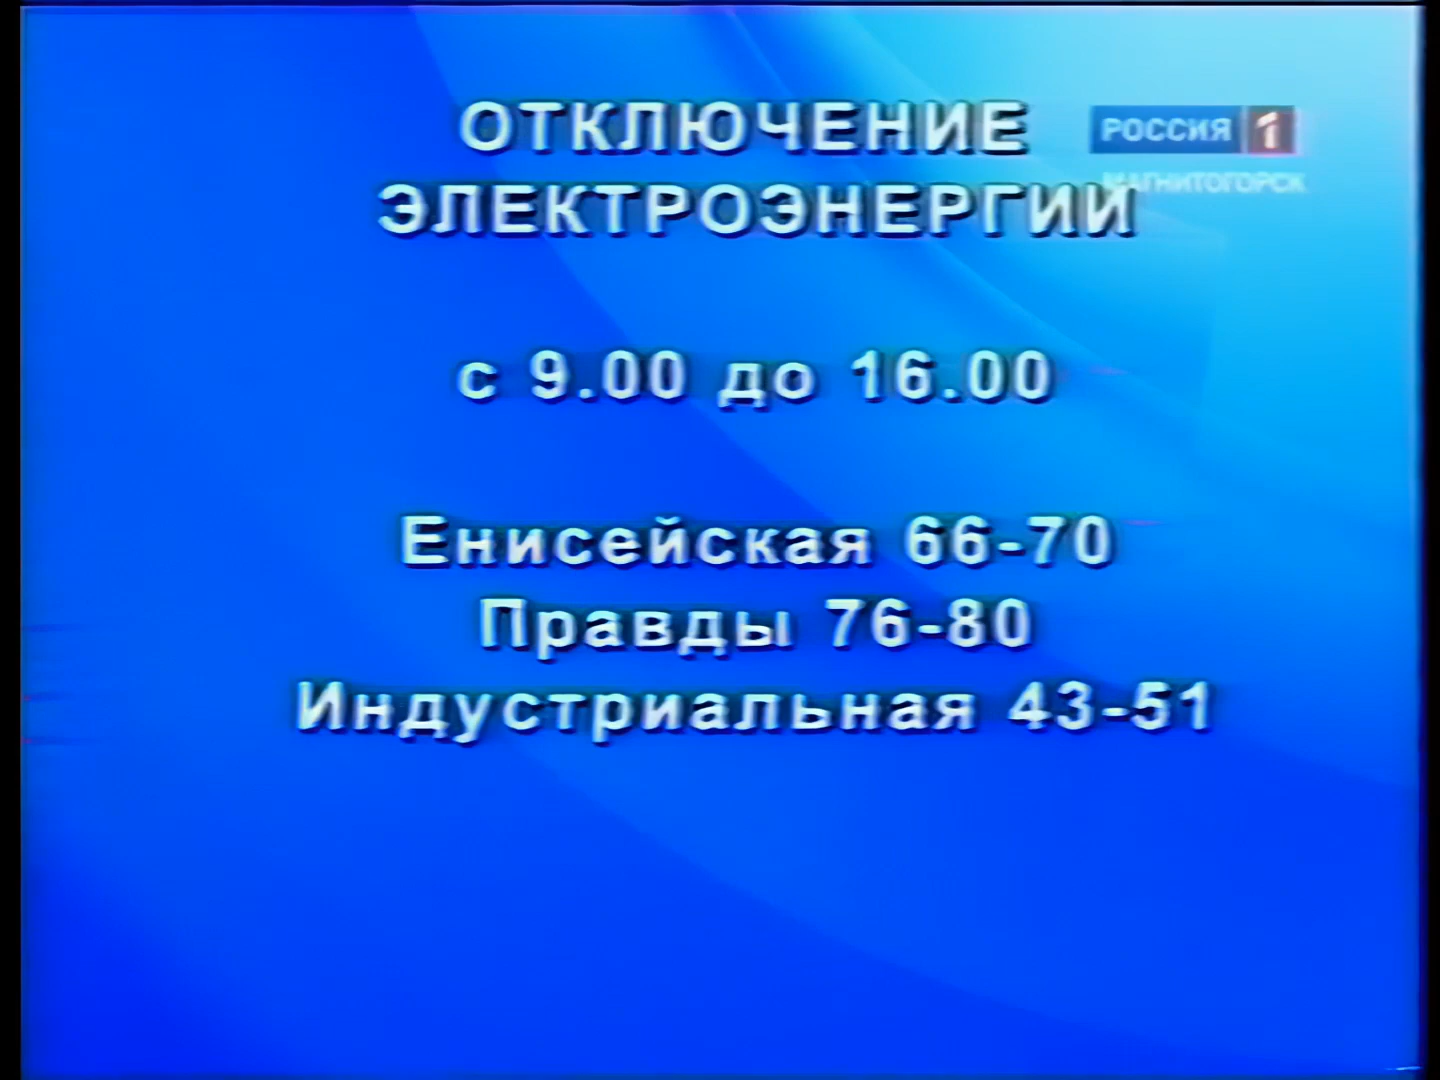 ОТКЛЮЧЕНИЕ
РОССИЯ 1
МАГНИТОГОРСК
ЭЛЕКТРОЭНЕРГИИ
с 9.00 до 16.00
Енисейская 66-70
Правды 76-80
Индустриальная 43-51